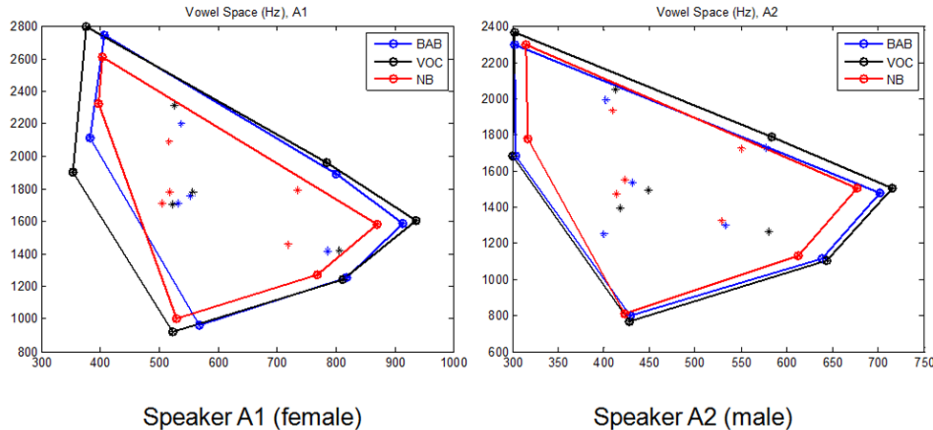 Vowel Space (Hz), A1
2800
2600
2400
2200
2000
1800
1600
1400
1200
1000
800
300 400 500 600 700 800 900 1000
BAB
VOC
NB
Speaker A1 (female)
Vowel Space (Hz), A2
2400
2200
2000
1800
1600
1400
1200
1000
800
600
300 350 400 450 500 550 600 650 700 750
BAB
VOC
NB
Speaker A2 (male)